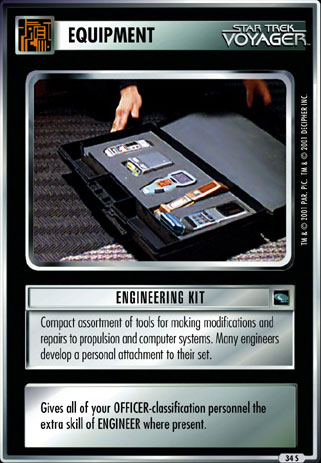 EQUIPMENT
STAR TREK
VOYAGER™
TM & © 2001 PAR. PIC. TM & © 2001 DECIPHER INC.
ENGINEERING KIT
Compact assortment of tools for making modifications and
repairs to propulsion and computer systems. Many engineers
develop a personal attachment to their set.
Gives all of your OFFICER-classification personnel the
extra skill of ENGINEER where present.
34 S